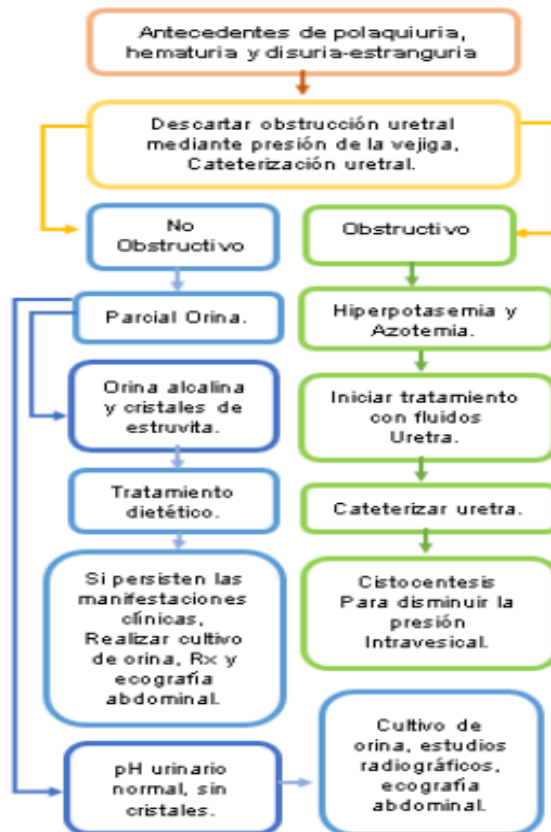 Antecedentes de polaquiuria,
hematuria y disuria-estranguria
Descartar obstrucción uretral
mediante presión de la vejiga,
Cateterización uretral.
No
Obstructivo
Obstructivo
Parcial Orina.
Hiperpotasemia y
Azotemia.
Orina alcalina
y cristales de
estruvita.
Iniciar tratamiento
con fluidos
Uretra.
Tratamiento
dietético.
Cateterizar uretra.
Si persisten las
manifestaciones
clínicas,
Realizar cultivo
de orina, Rx y
ecografía
abdominal.
Cistocentesis
Para disminuir la
presión
Intravesical.
pH urinario
normal, sin
cristales.
Cultivo de
orina, estudios
radiográficos,
ecografía
abdominal.